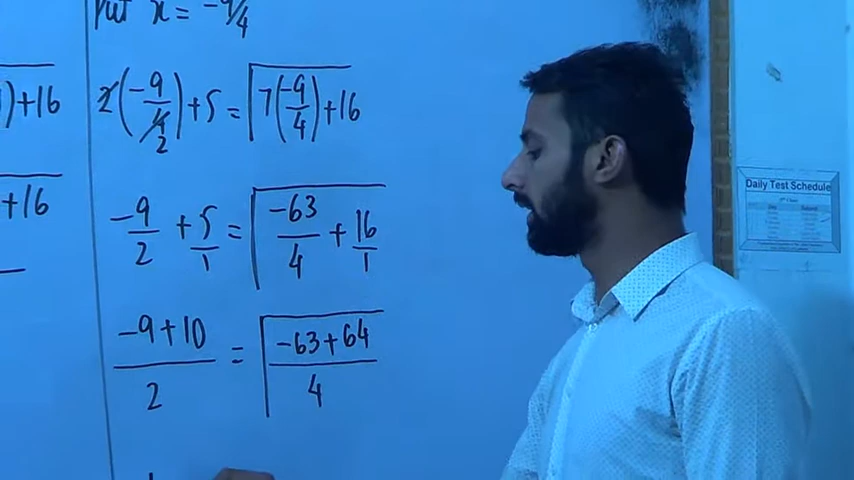 Put x = -9/4
)+16
2(-9/4 2)+5 = √7(-9/4)+16
+16
-9/2 + 5/1 = √-63/4 + 16/1
-9+10/2 = √-63+64/4
Daily Test Schedule